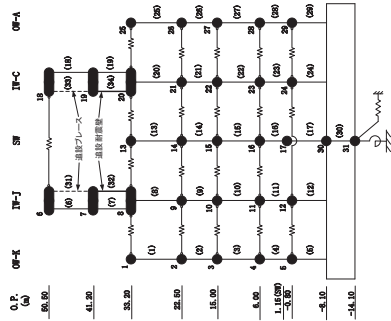 O.P. (m) OW-K IW-J SW IW-C OW-A
50.50 6 18
(6) (31) 追設ブレース (33) (18)
41.20 7 19
(7) (32) 追設耐震壁 (34) (19)
33.20 1 8 13 20 25
(1) (8) (13) (20) (25)
22.50 2 9 14 21 26
(2) (9) (14) (21) (26)
15.00 3 10 15 22 27
(3) (10) (15) (22) (27)
6.00 4 11 16 23 28
(4) (11) (16) (23) (28)
1.15(SW) 17
-0.80 5 12 24 29
(5) (12) (17) (24) (29)
-8.10 30
(30)
-14.10 31